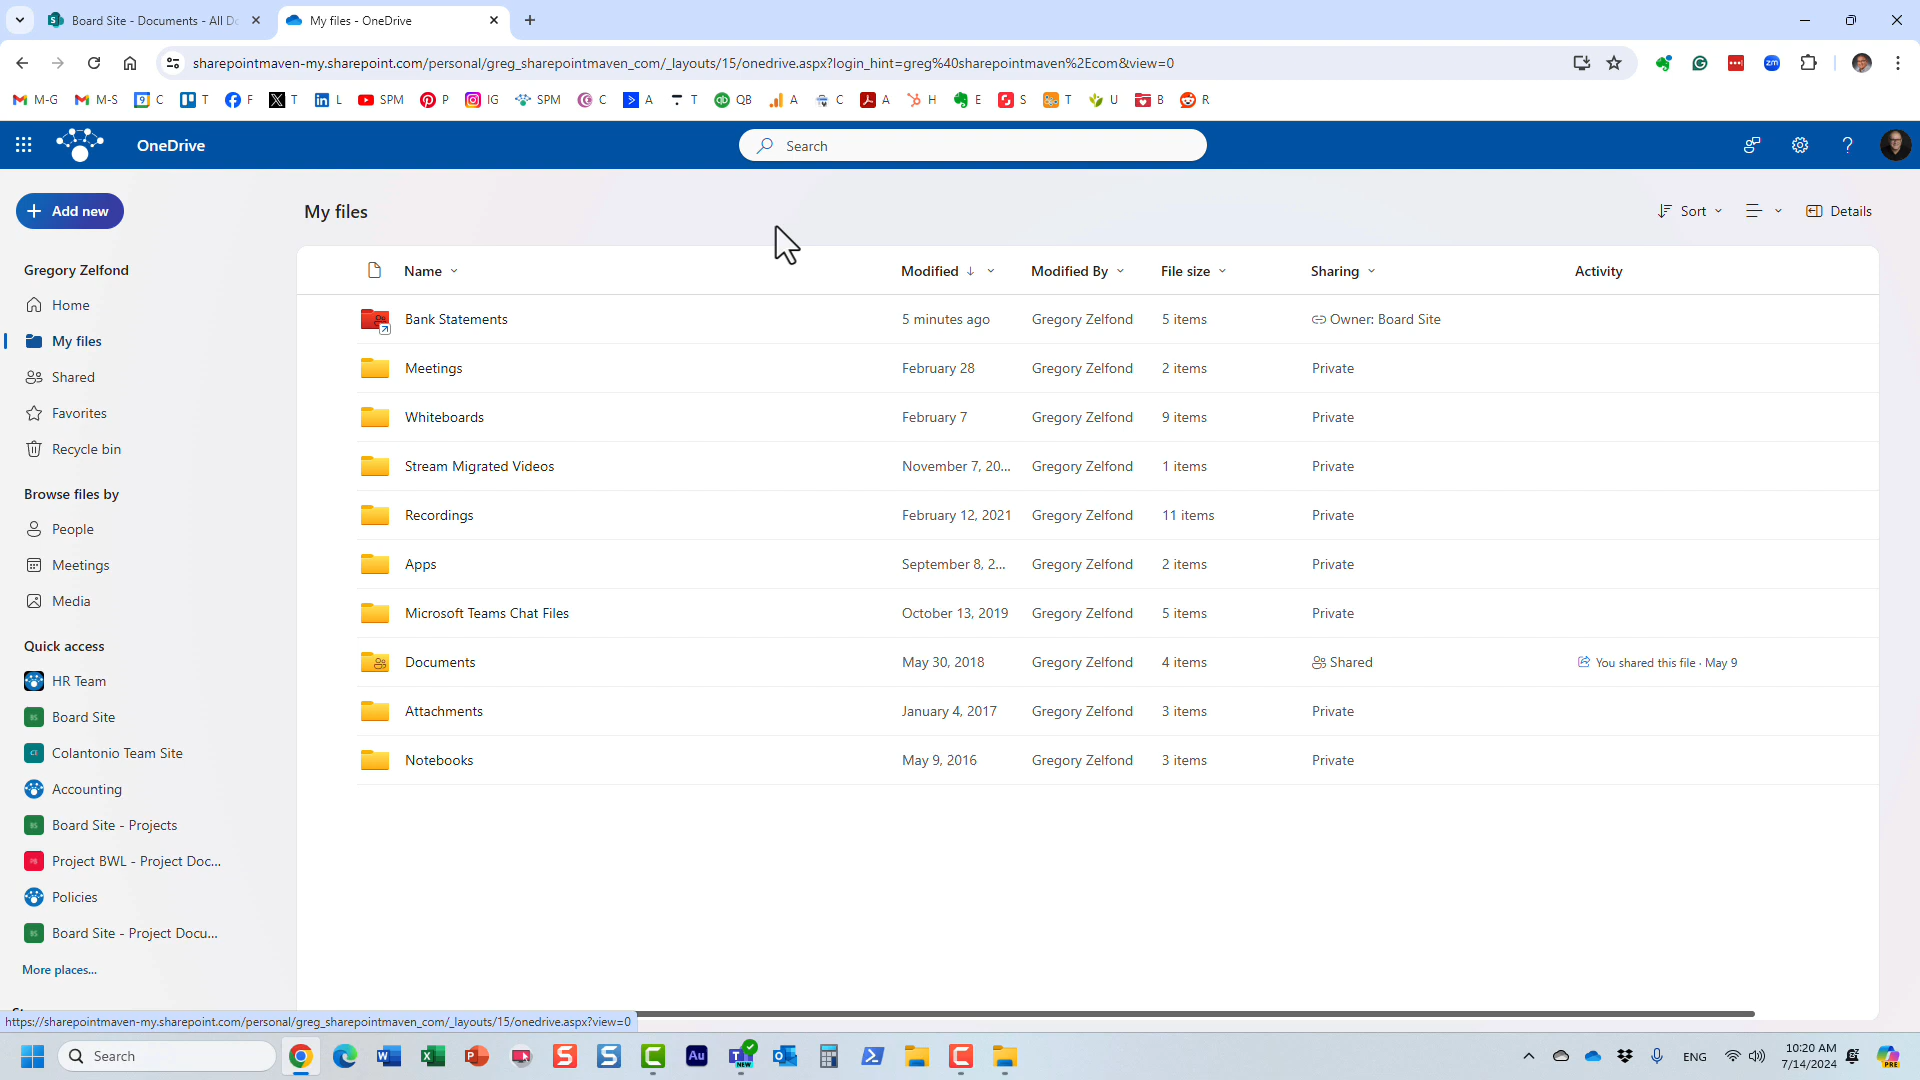 Board Site - Documents - All D
My files - OneDrive
sharepointmaven-my.sharepoint.com/personal/greg_sharepointmaven_com/_layouts/15/onedrive.aspx?login_hint=greg%40sharepointmaven%2Ecom&view=0
M-G M-S C T F T L SPM P IG SPM C A T QB A C A H E S T U B R
OneDrive
Search
Add new
My files
Sort
Details
Gregory Zelfond
Home
My files
Shared
Favorites
Recycle bin
Browse files by
People
Meetings
Media
Quick access
HR Team
Board Site
Colantonio Team Site
Accounting
Board Site - Projects
Project BWL - Project Doc...
Policies
Board Site - Project Docu...
More places...
Name Modified Modified By File size Sharing Activity
Bank Statements 5 minutes ago Gregory Zelfond 5 items Owner: Board Site
Meetings February 28 Gregory Zelfond 2 items Private
Whiteboards February 7 Gregory Zelfond 9 items Private
Stream Migrated Videos November 7, 20... Gregory Zelfond 1 items Private
Recordings February 12, 2021 Gregory Zelfond 11 items Private
Apps September 8, 2... Gregory Zelfond 2 items Private
Microsoft Teams Chat Files October 13, 2019 Gregory Zelfond 5 items Private
Documents May 30, 2018 Gregory Zelfond 4 items Shared You shared this file · May 9
Attachments January 4, 2017 Gregory Zelfond 3 items Private
Notebooks May 9, 2016 Gregory Zelfond 3 items Private
https://sharepointmaven-my.sharepoint.com/personal/greg_sharepointmaven_com/_layouts/15/onedrive.aspx?view=0
Search
ENG
10:20 AM
7/14/2024